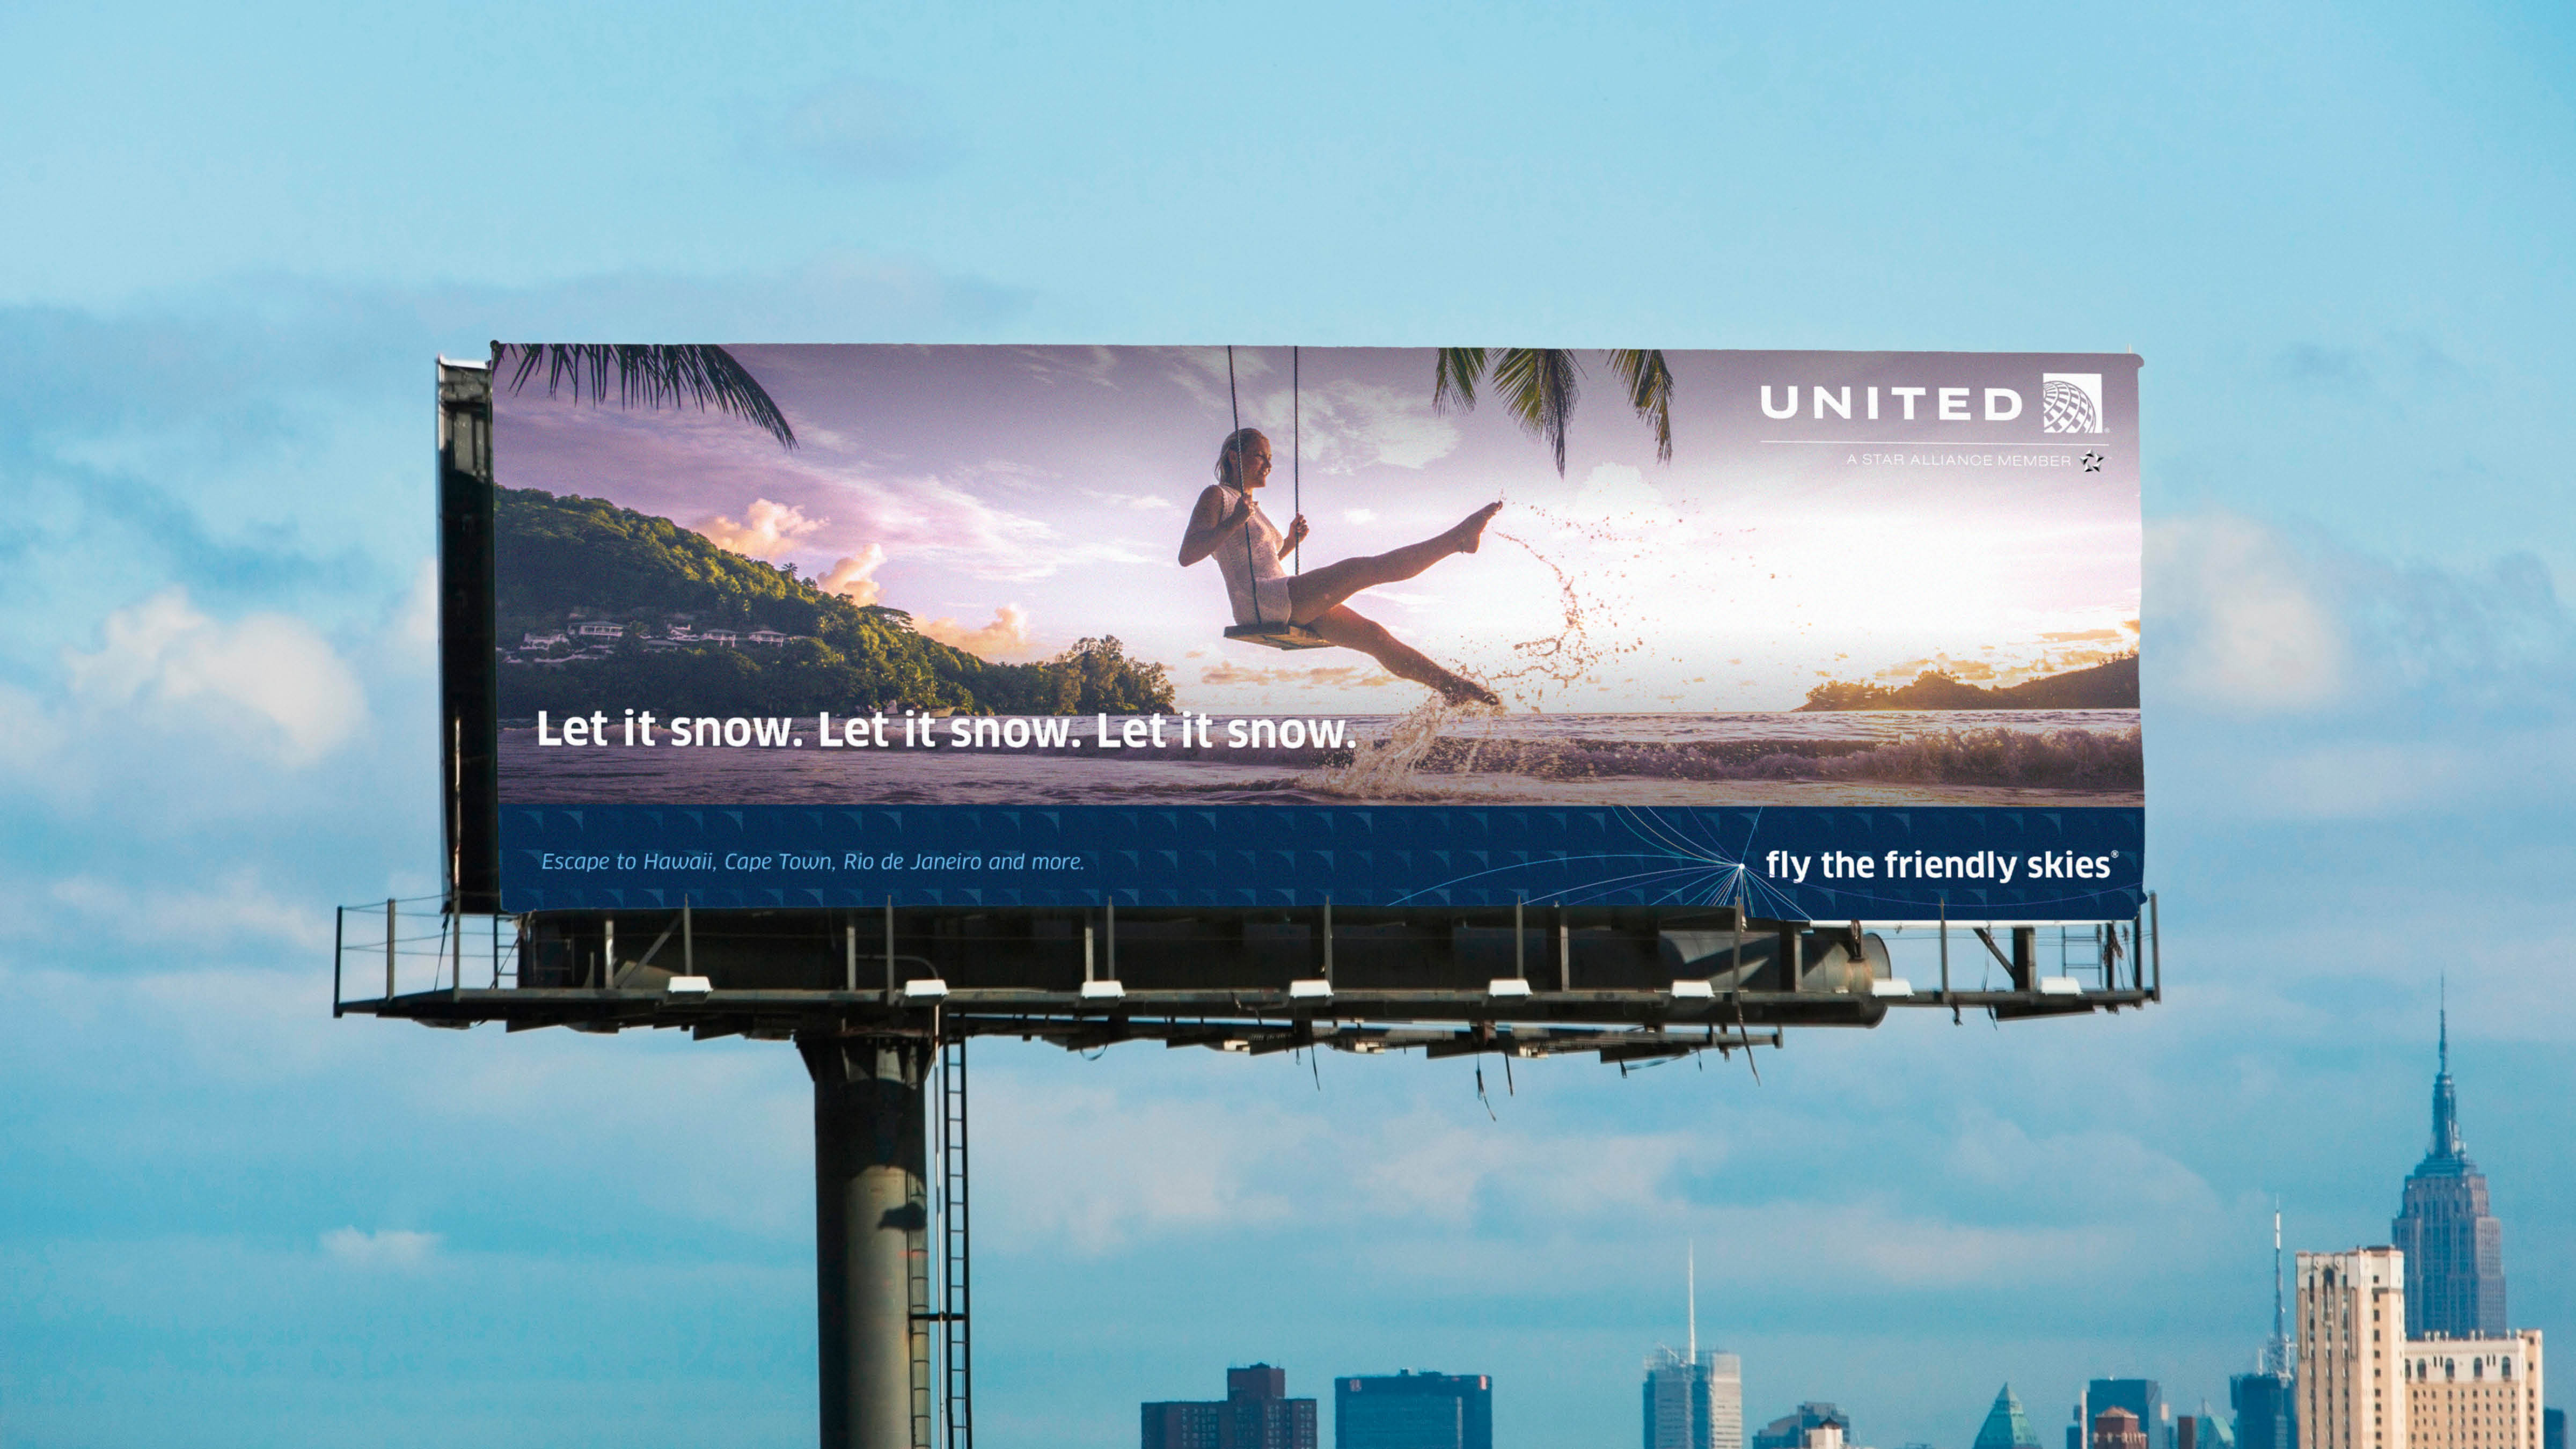 UNITED
A STAR ALLIANCE MEMBER
Let it snow. Let it snow. Let it snow.
Escape to Hawaii, Cape Town, Rio de Janeiro and more.
fly the friendly skies®